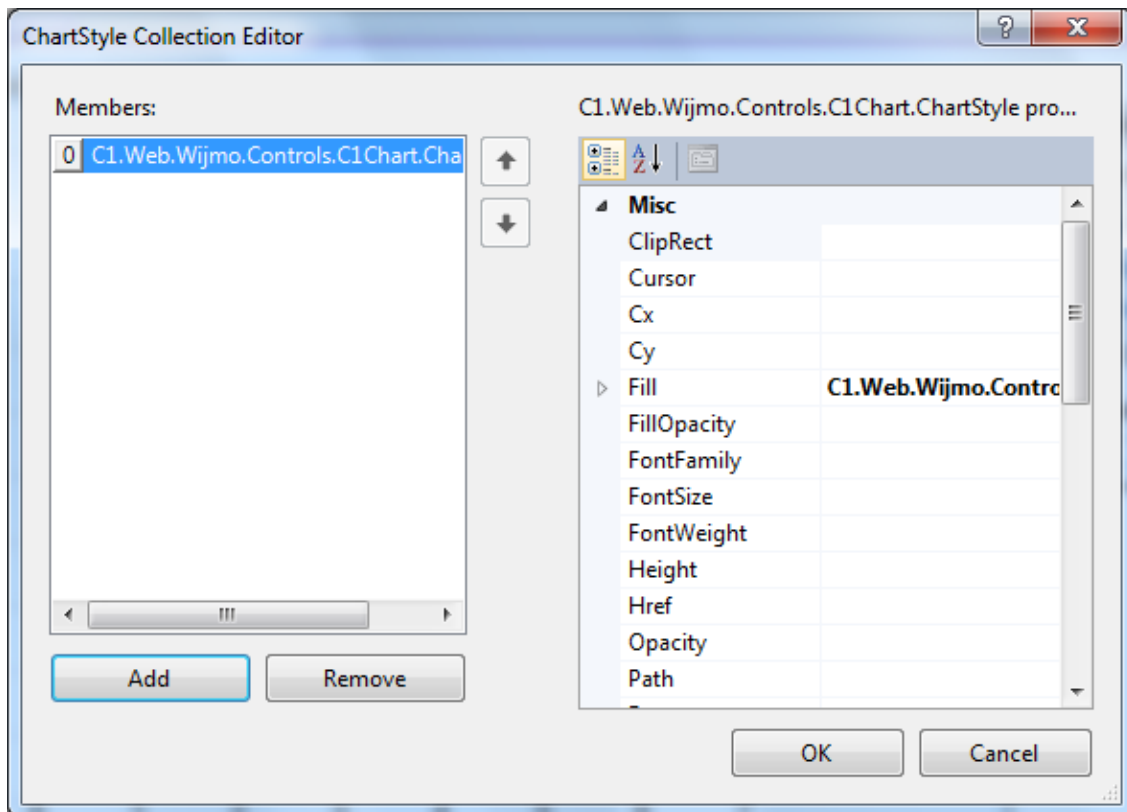 ChartStyle Collection Editor
Members:
0 C1.Web.Wijmo.Controls.C1Chart.Cha
Add
Remove
C1.Web.Wijmo.Controls.C1Chart.ChartStyle pro...
Misc
ClipRect
Cursor
Cx
Cy
Fill C1.Web.Wijmo.Contro
FillOpacity
FontFamily
FontSize
FontWeight
Height
Href
Opacity
Path
OK
Cancel